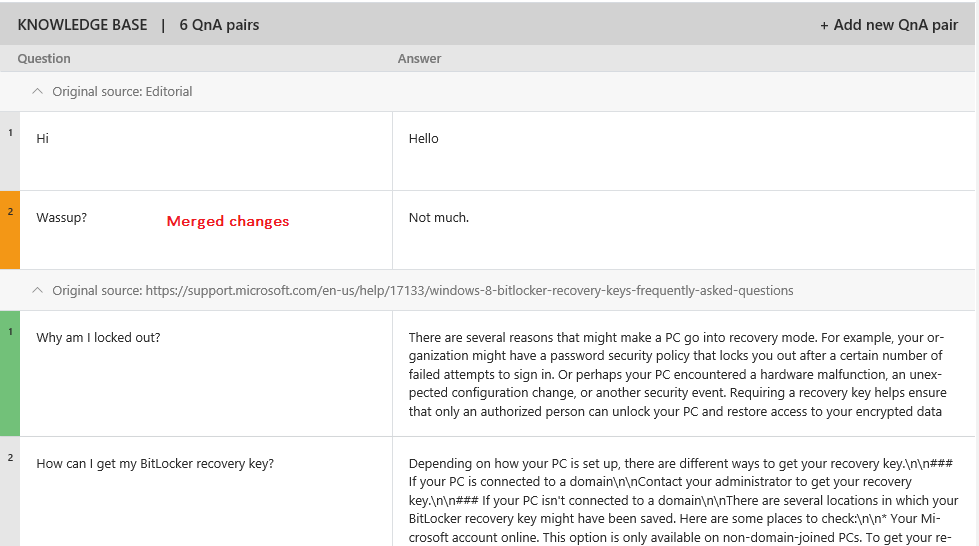 KNOWLEDGE BASE | 6 QnA pairs + Add new QnA pair
Question Answer
Original source: Editorial
1 Hi Hello
2 Wassup? Merged changes Not much.
Original source: https://support.microsoft.com/en-us/help/17133/windows-8-bitlocker-recovery-keys-frequently-asked-questions
1 Why am I locked out? There are several reasons that might make a PC go into recovery mode. For example, your or-
ganization might have a password security policy that locks you out after a certain number of
failed attempts to sign in. Or perhaps your PC encountered a hardware malfunction, an unex-
pected configuration change, or another security event. Requiring a recovery key helps ensure
that only an authorized person can unlock your PC and restore access to your encrypted data
2 How can I get my BitLocker recovery key? Depending on how your PC is set up, there are different ways to get your recovery key.\n\n###
If your PC is connected to a domain\n\nContact your administrator to get your recovery
key.\n\n### If your PC isn't connected to a domain\n\nThere are several locations in which your
BitLocker recovery key might have been saved. Here are some places to check:\n\n* Your Mi-
crosoft account online. This option is only available on non-domain-joined PCs. To get your re-